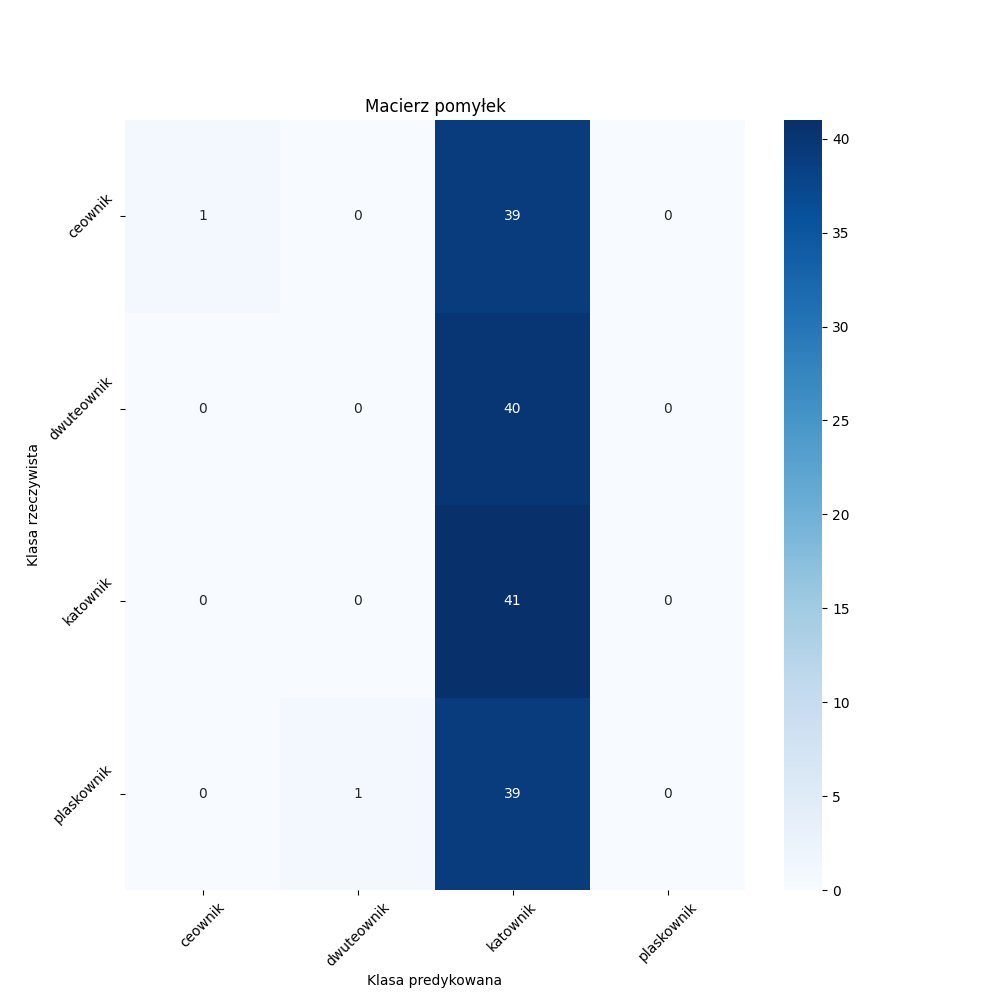 Macierz pomyłek
Klasa rzeczywista
ceownik
1 0 39 0
dwuteownik
0 0 40 0
katownik
0 0 41 0
plaskownik
0 1 39 0
ceownik dwuteownik katownik plaskownik
Klasa predykowana
40
35
30
25
20
15
10
5
0